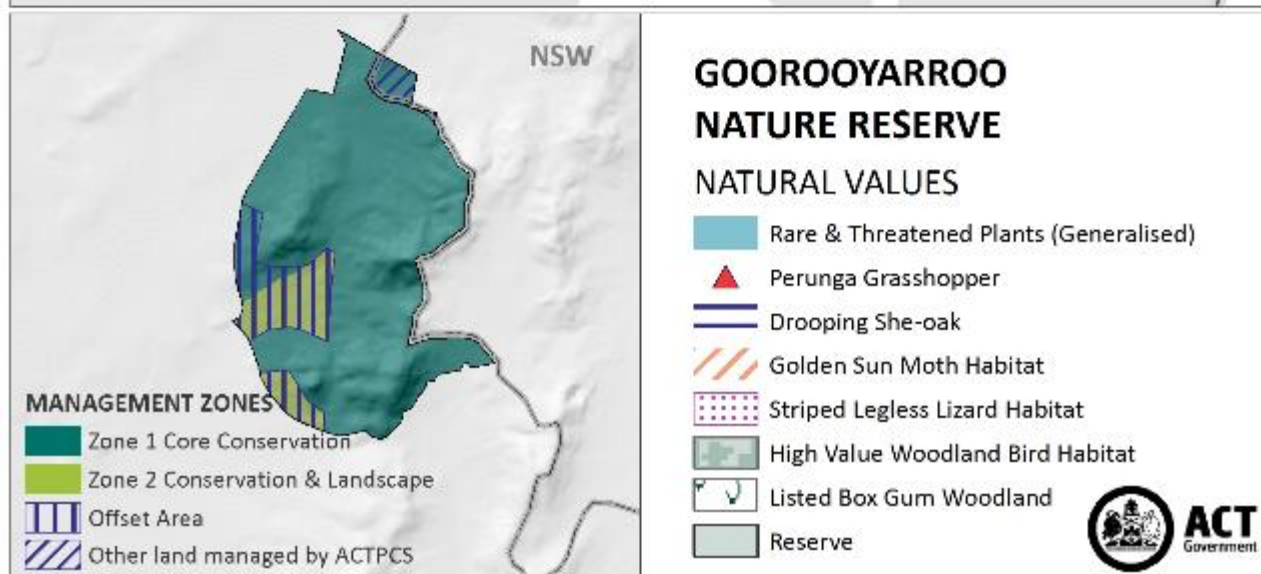 NSW
MANAGEMENT ZONES
Zone 1 Core Conservation
Zone 2 Conservation & Landscape
Offset Area
Other land managed by ACTPCS
GOOROOYARROO
NATURE RESERVE
NATURAL VALUES
Rare & Threatened Plants (Generalised)
Perunga Grasshopper
Drooping She-oak
Golden Sun Moth Habitat
Striped Legless Lizard Habitat
High Value Woodland Bird Habitat
Listed Box Gum Woodland
Reserve
ACT
Government